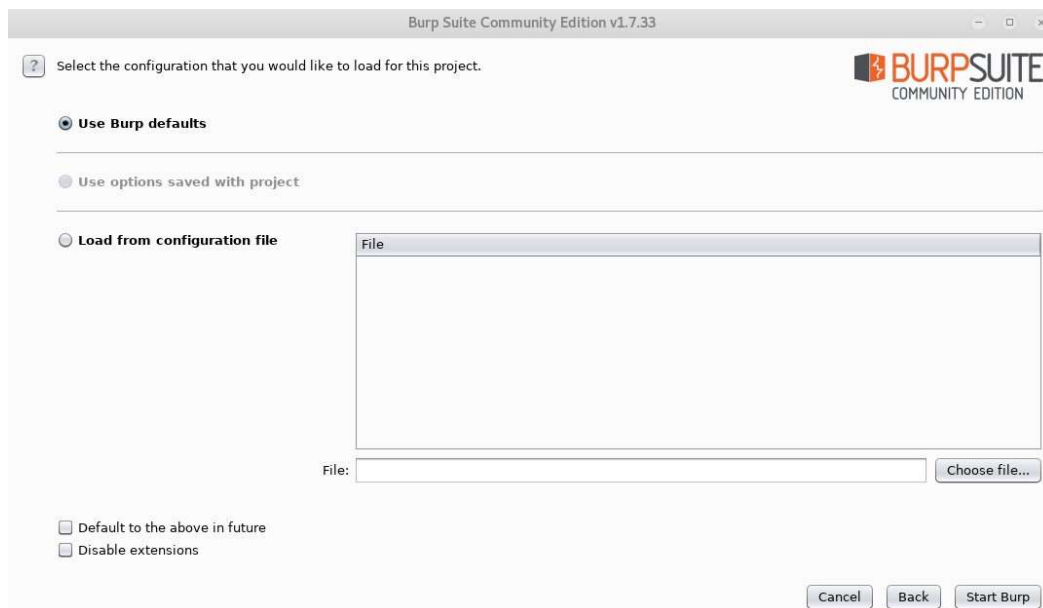 Burp Suite Community Edition v1.7.33
? Select the configuration that you would like to load for this project.
BURPSUITE
COMMUNITY EDITION
Use Burp defaults
Use options saved with project
Load from configuration file
File
File:
Choose file...
Default to the above in future
Disable extensions
Cancel Back Start Burp